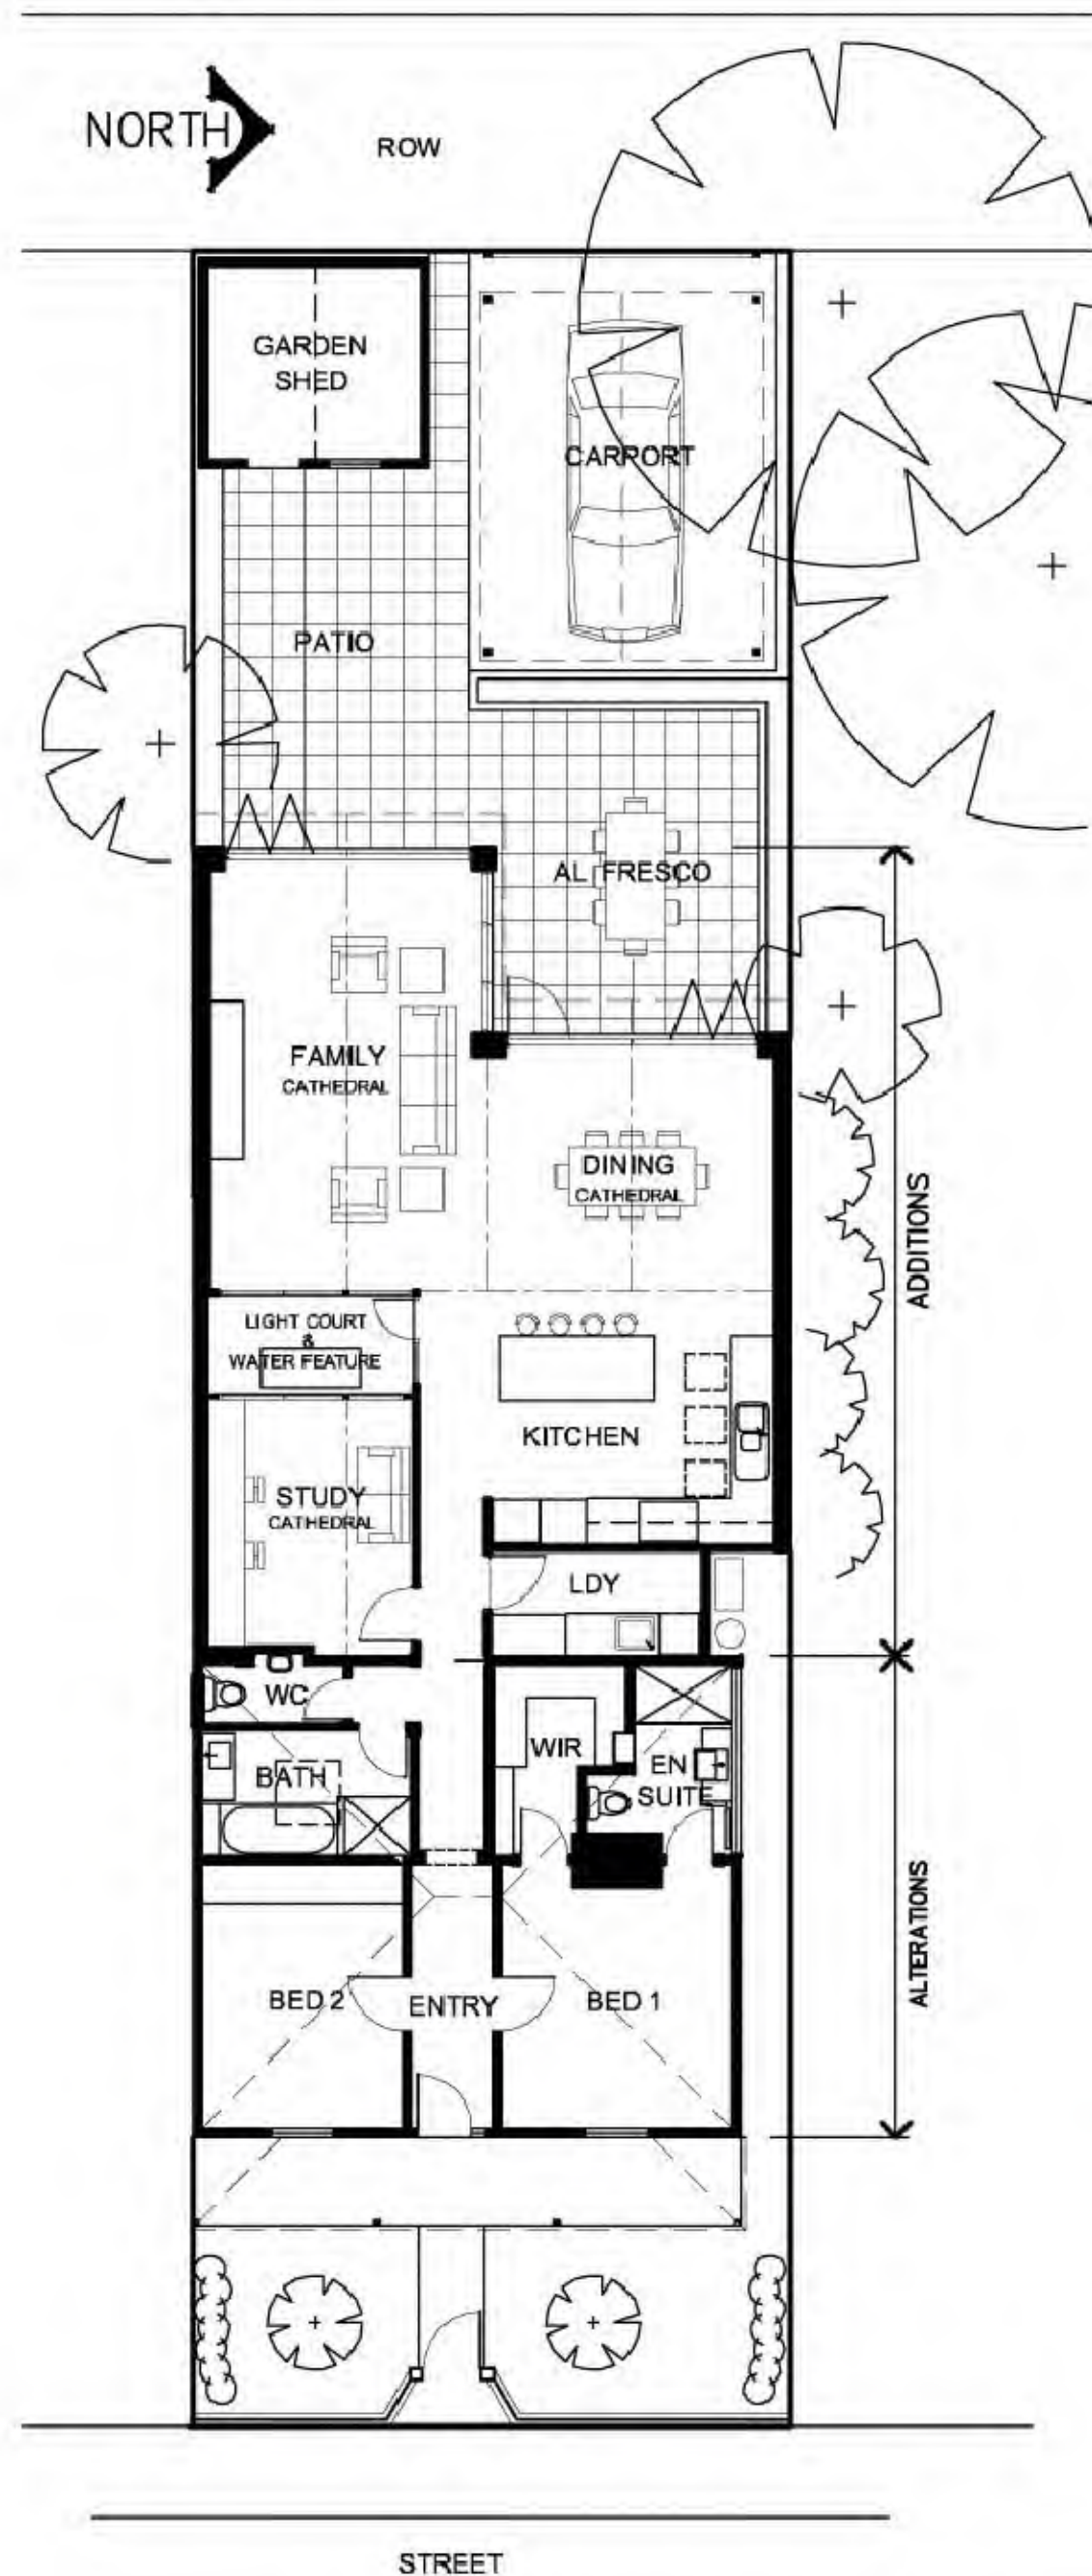 NORTH
ROW
GARDEN
SHED
CARPORT
PATIO
AL FRESCO
FAMILY
CATHEDRAL
DINING
CATHEDRAL
ADDITIONS
LIGHT COURT
&
WATER FEATURE
KITCHEN
STUDY
CATHEDRAL
LDY
WC
WIR
EN
SUITE
BATH
ALTERATIONS
BED 2
ENTRY
BED 1
STREET